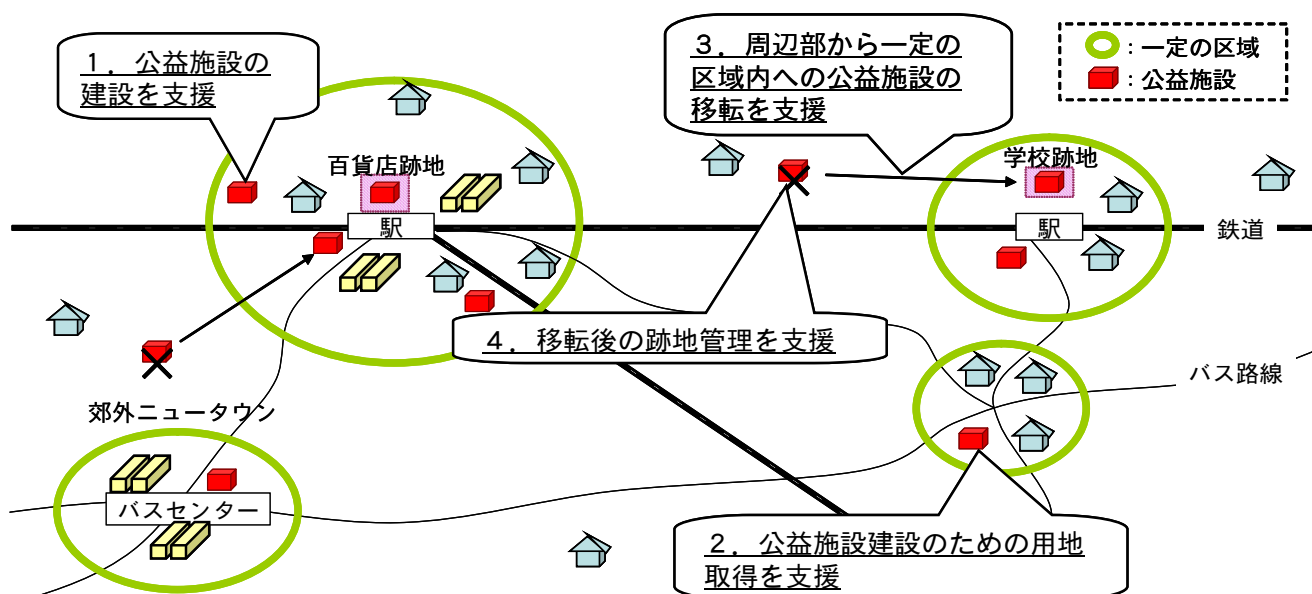 １．公益施設の
建設を支援
３．周辺部から一定の
区域内への公益施設の
移転を支援
：一定の区域
：公益施設
百貨店跡地
学校跡地
駅
駅
鉄道
４．移転後の跡地管理を支援
バス路線
郊外ニュータウン
バスセンター
２．公益施設建設のための用地
取得を支援